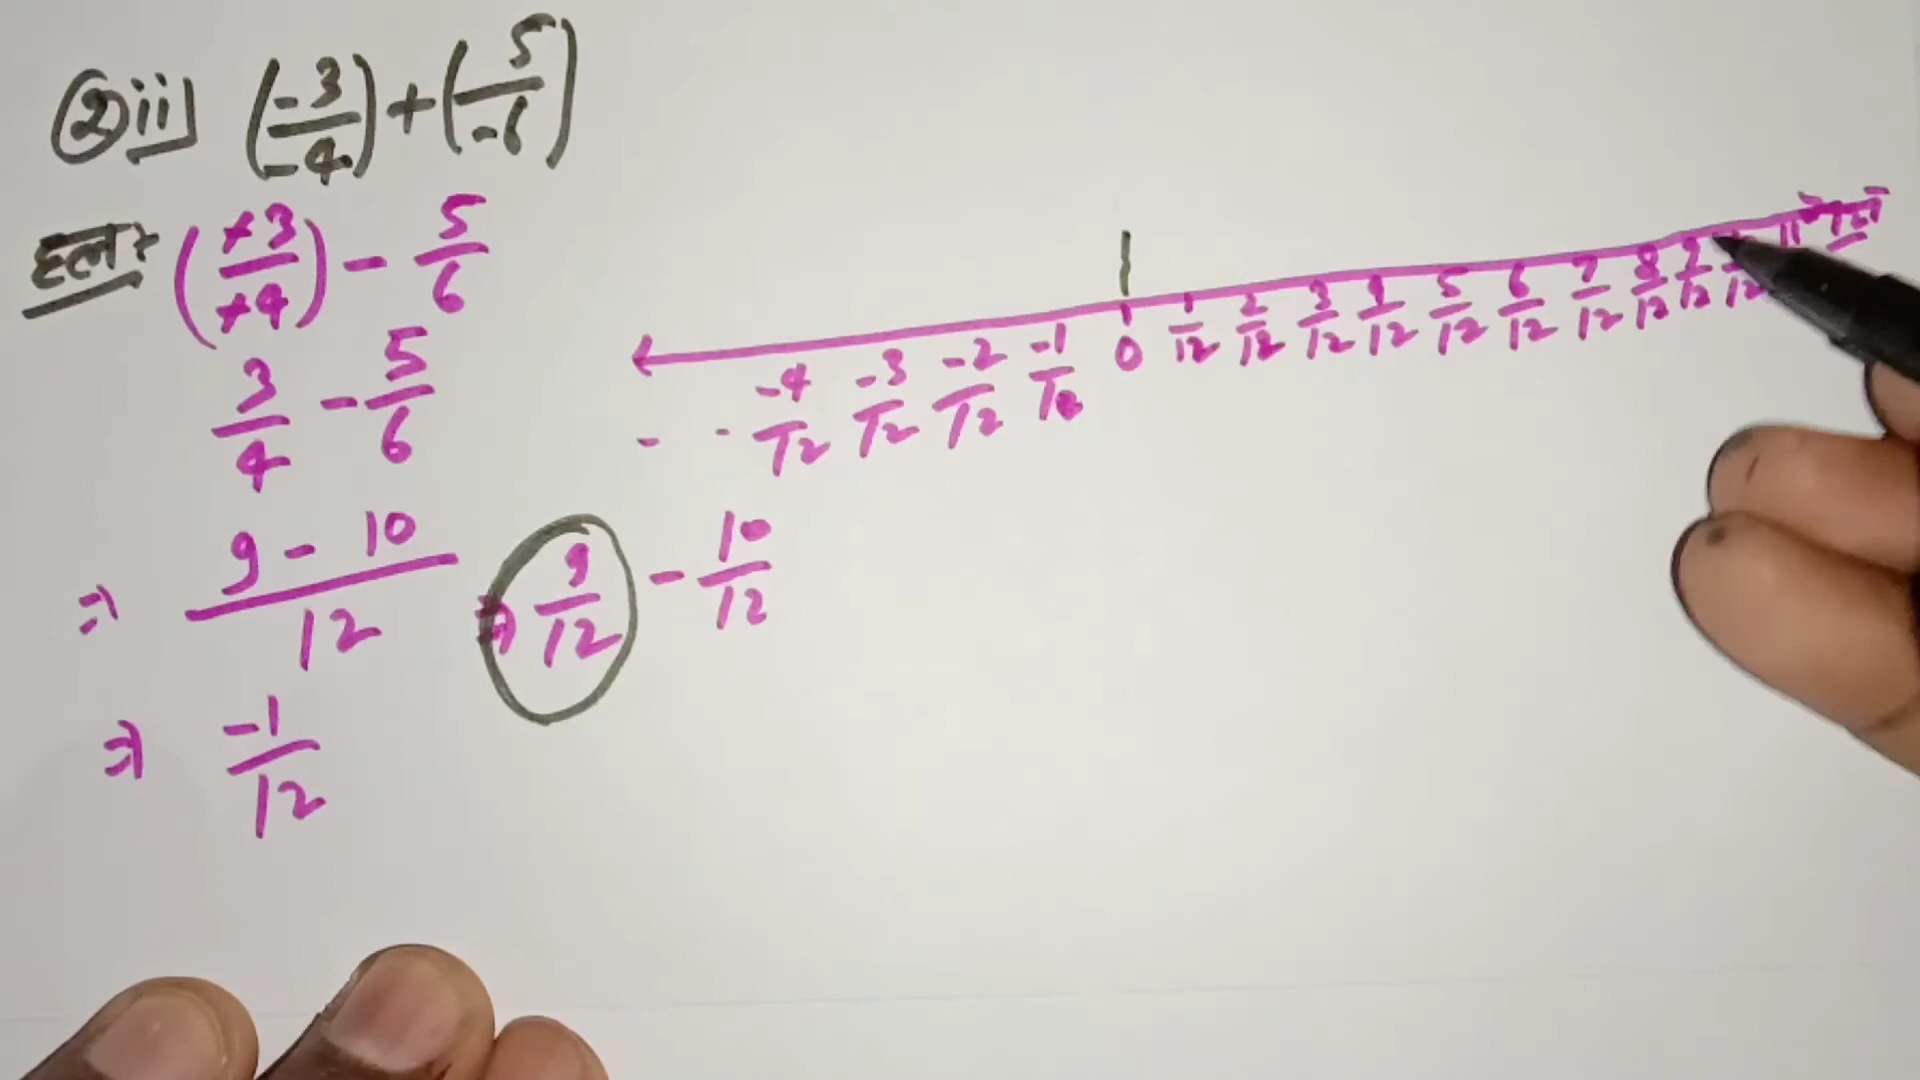 ② ii] (-3/-4) + (5/-6)
हल:- (+3/+4) - 5/6
3/4 - 5/6
⇒ 9 - 10/12 ⇒ 9/12 - 10/12
⇒ -1/12
- - -4/12 -3/12 -2/12 -1/12 0 1/12 2/12 3/12 4/12 5/12 6/12 7/12 8/12 9/12